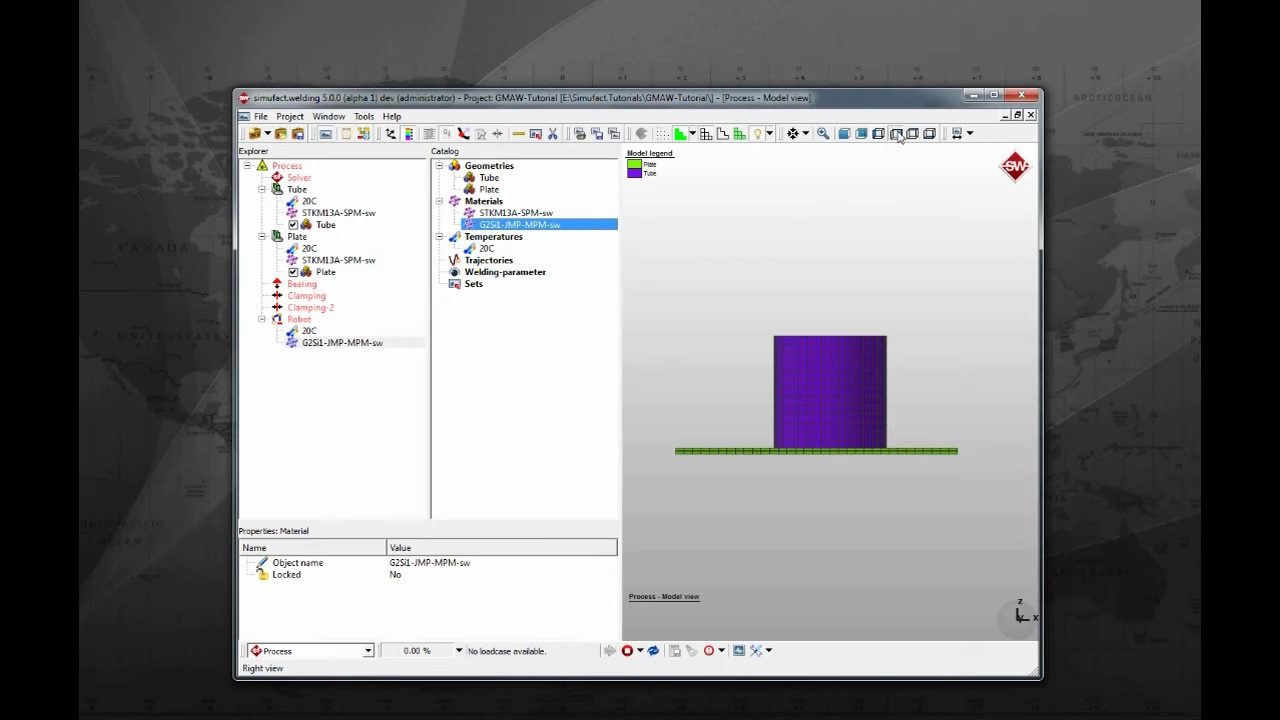 simufact.welding 5.0.0 (alpha 1) dev (administrator) - Project: GMAW-Tutorial [E:\Simufact.Tutorials\GMAW-Tutorial\] - [Process - Model view]
File Project Window Tools Help
Explorer
Process
Solver
Tube
20C
STKM13A-SPM-sw
Tube
Plate
20C
STKM13A-SPM-sw
Plate
Bearing
Clamping
Clamping-2
Robot
20C
G2Si1-JMP-MPM-sw
Catalog
Geometries
Tube
Plate
Materials
STKM13A-SPM-sw
G2Si1-JMP-MPM-sw
Temperatures
20C
Trajectories
Welding-parameter
Sets
Model legend
Plate
Tube
SW
Process - Model view
Z
X
Properties: Material
Name Value
Object name G2Si1-JMP-MPM-sw
Locked No
Process 0.00 % No loadcase available.
Right view
ARCTIC OCEAN